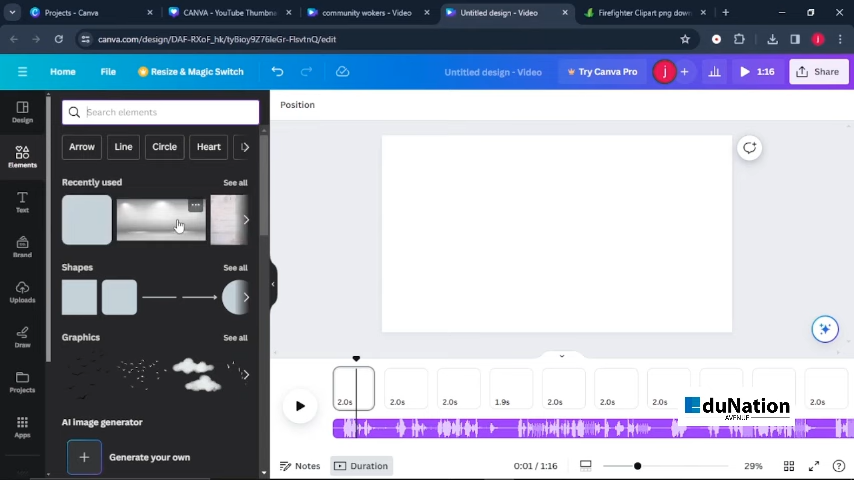 Projects - Canva
CANVA - YouTube Thumbn
community wokers - Video
Untitled design - Video
Firefighter Clipart png down
canva.com/design/DAF-RXoF_hk/ty8ioy9Z76IeGr-FlsvtnQ/edit
Home
File
Resize & Magic Switch
Untitled design - Video
Try Canva Pro
j
1:16
Share
Design
Elements
Text
Brand
Uploads
Draw
Projects
Apps
Search elements
Arrow
Line
Circle
Heart
Recently used
See all
Shapes
See all
Graphics
See all
AI image generator
Generate your own
Position
2.0s
2.0s
2.0s
1.9s
2.0s
2.0s
2.0s
2.0s
duNation
AVENUE
Notes
Duration
0:01 / 1:16
29%